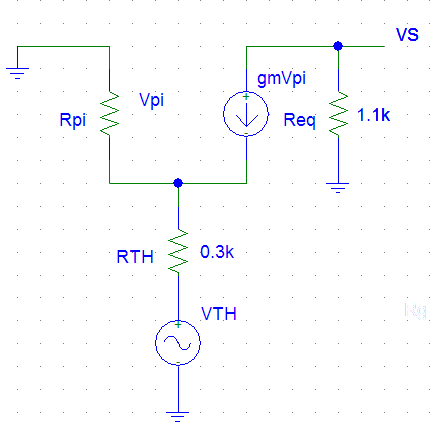 VS
gmVpi
Vpi
Rpi
Req
1.1k
RTH
0.3k
VTH